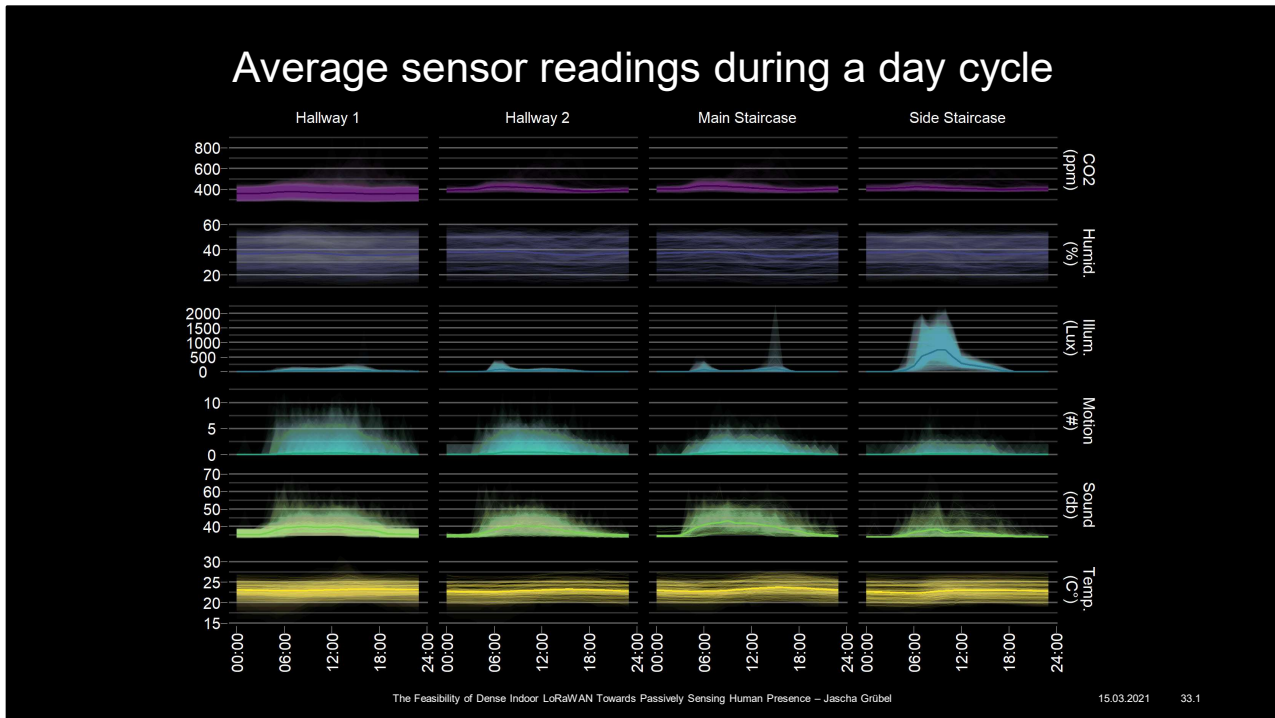 Average sensor readings during a day cycle
Hallway 1 Hallway 2 Main Staircase Side Staircase
800
600
400
CO2
(ppm)
60
40
20
Humid.
(%)
2000
1500
1000
500
0
Illum.
(Lux)
10
5
0
Motion
(#)
70
60
50
40
Sound
(db)
30
25
20
15
Temp.
(C°)
00:00 06:00 12:00 18:00 24:00 00:00 06:00 12:00 18:00 24:00 00:00 06:00 12:00 18:00 24:00 00:00 06:00 12:00 18:00 24:00
The Feasibility of Dense Indoor LoRaWAN Towards Passively Sensing Human Presence – Jascha Grübel 15.03.2021 33.1